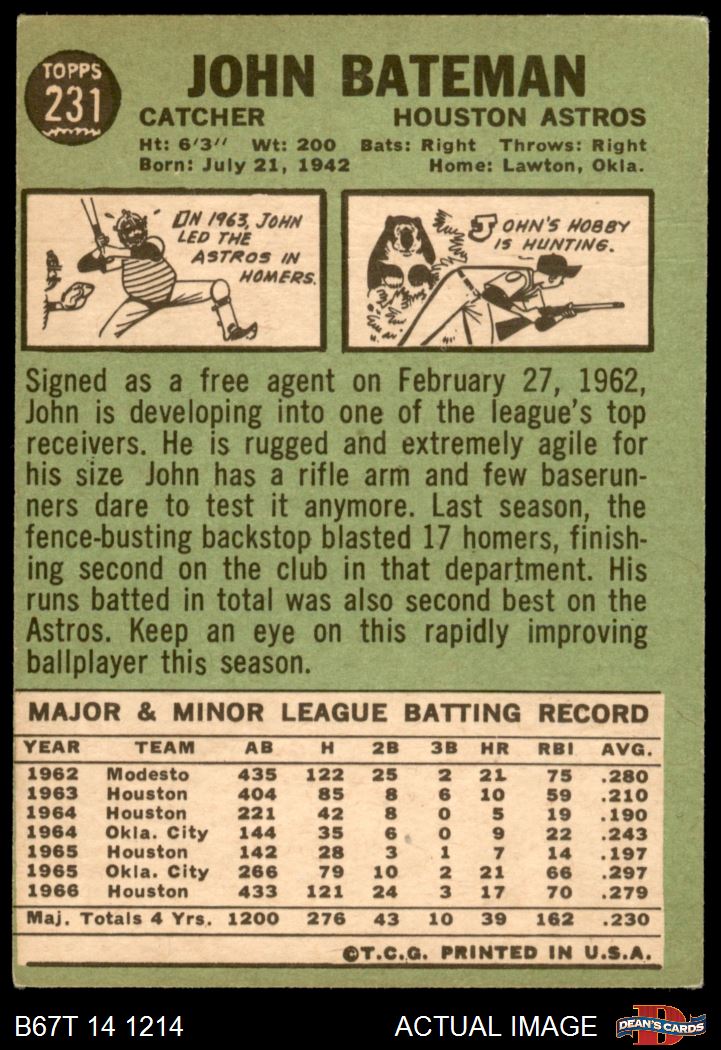 TOPPS
231
JOHN BATEMAN
CATCHER HOUSTON ASTROS
Ht: 6'3" Wt: 200 Bats: Right Throws: Right
Born: July 21, 1942 Home: Lawton, Okla.
IN 1963, JOHN
LED THE
ASTROS IN
HOMERS.
JOHN'S HOBBY
IS HUNTING.
Signed as a free agent on February 27, 1962,
John is developing into one of the league's top
receivers. He is rugged and extremely agile for
his size John has a rifle arm and few baserun-
ners dare to test it anymore. Last season, the
fence-busting backstop blasted 17 homers, finish-
ing second on the club in that department. His
runs batted in total was also second best on the
Astros. Keep an eye on this rapidly improving
ballplayer this season.
MAJOR & MINOR LEAGUE BATTING RECORD
YEAR TEAM AB H 2B 3B HR RBI AVG.
1962 Modesto 435 122 25 2 21 75 .280
1963 Houston 404 85 8 6 10 59 .210
1964 Houston 221 42 8 0 5 19 .190
1964 Okla. City 144 35 6 0 9 22 .243
1965 Houston 142 28 3 1 7 14 .197
1965 Okla. City 266 79 10 2 21 66 .297
1966 Houston 433 121 24 3 17 70 .279
Maj. Totals 4 Yrs. 1200 276 43 10 39 162 .230
©T.C.G. PRINTED IN U.S.A.
B67T 14 1214 ACTUAL IMAGE
DEAN'S CARDS